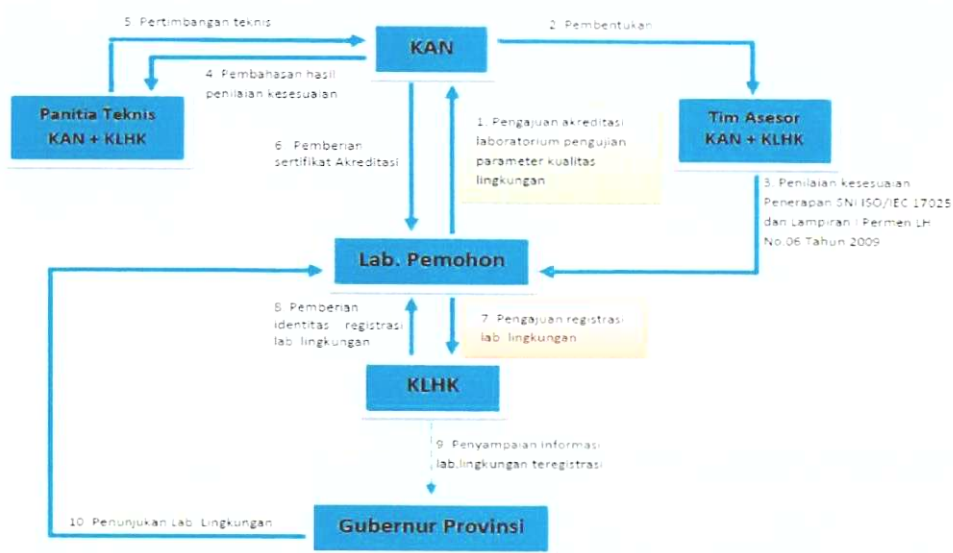 5. Pertimbangan teknis
KAN
2. Pembentukan
4. Pembahasan hasil
penilaian kesesuaian
Panitia Teknis
KAN + KLHK
1. Pengajuan akreditasi
laboratorium pengujian
parameter kualitas
lingkungan
Tim Asesor
KAN + KLHK
6. Pemberian
sertifikat Akreditasi
3. Penilaian kesesuaian
Penerapan SNI ISO/IEC 17025
dan Lampiran I Permen LH
No.06 Tahun 2009
Lab. Pemohon
8. Pemberian
identitas registrasi
lab. lingkungan
7. Pengajuan registrasi
lab. lingkungan
KLHK
9. Penyampaian informasi
lab.lingkungan teregistrasi
10. Penunjukan Lab. Lingkungan
Gubernur Provinsi